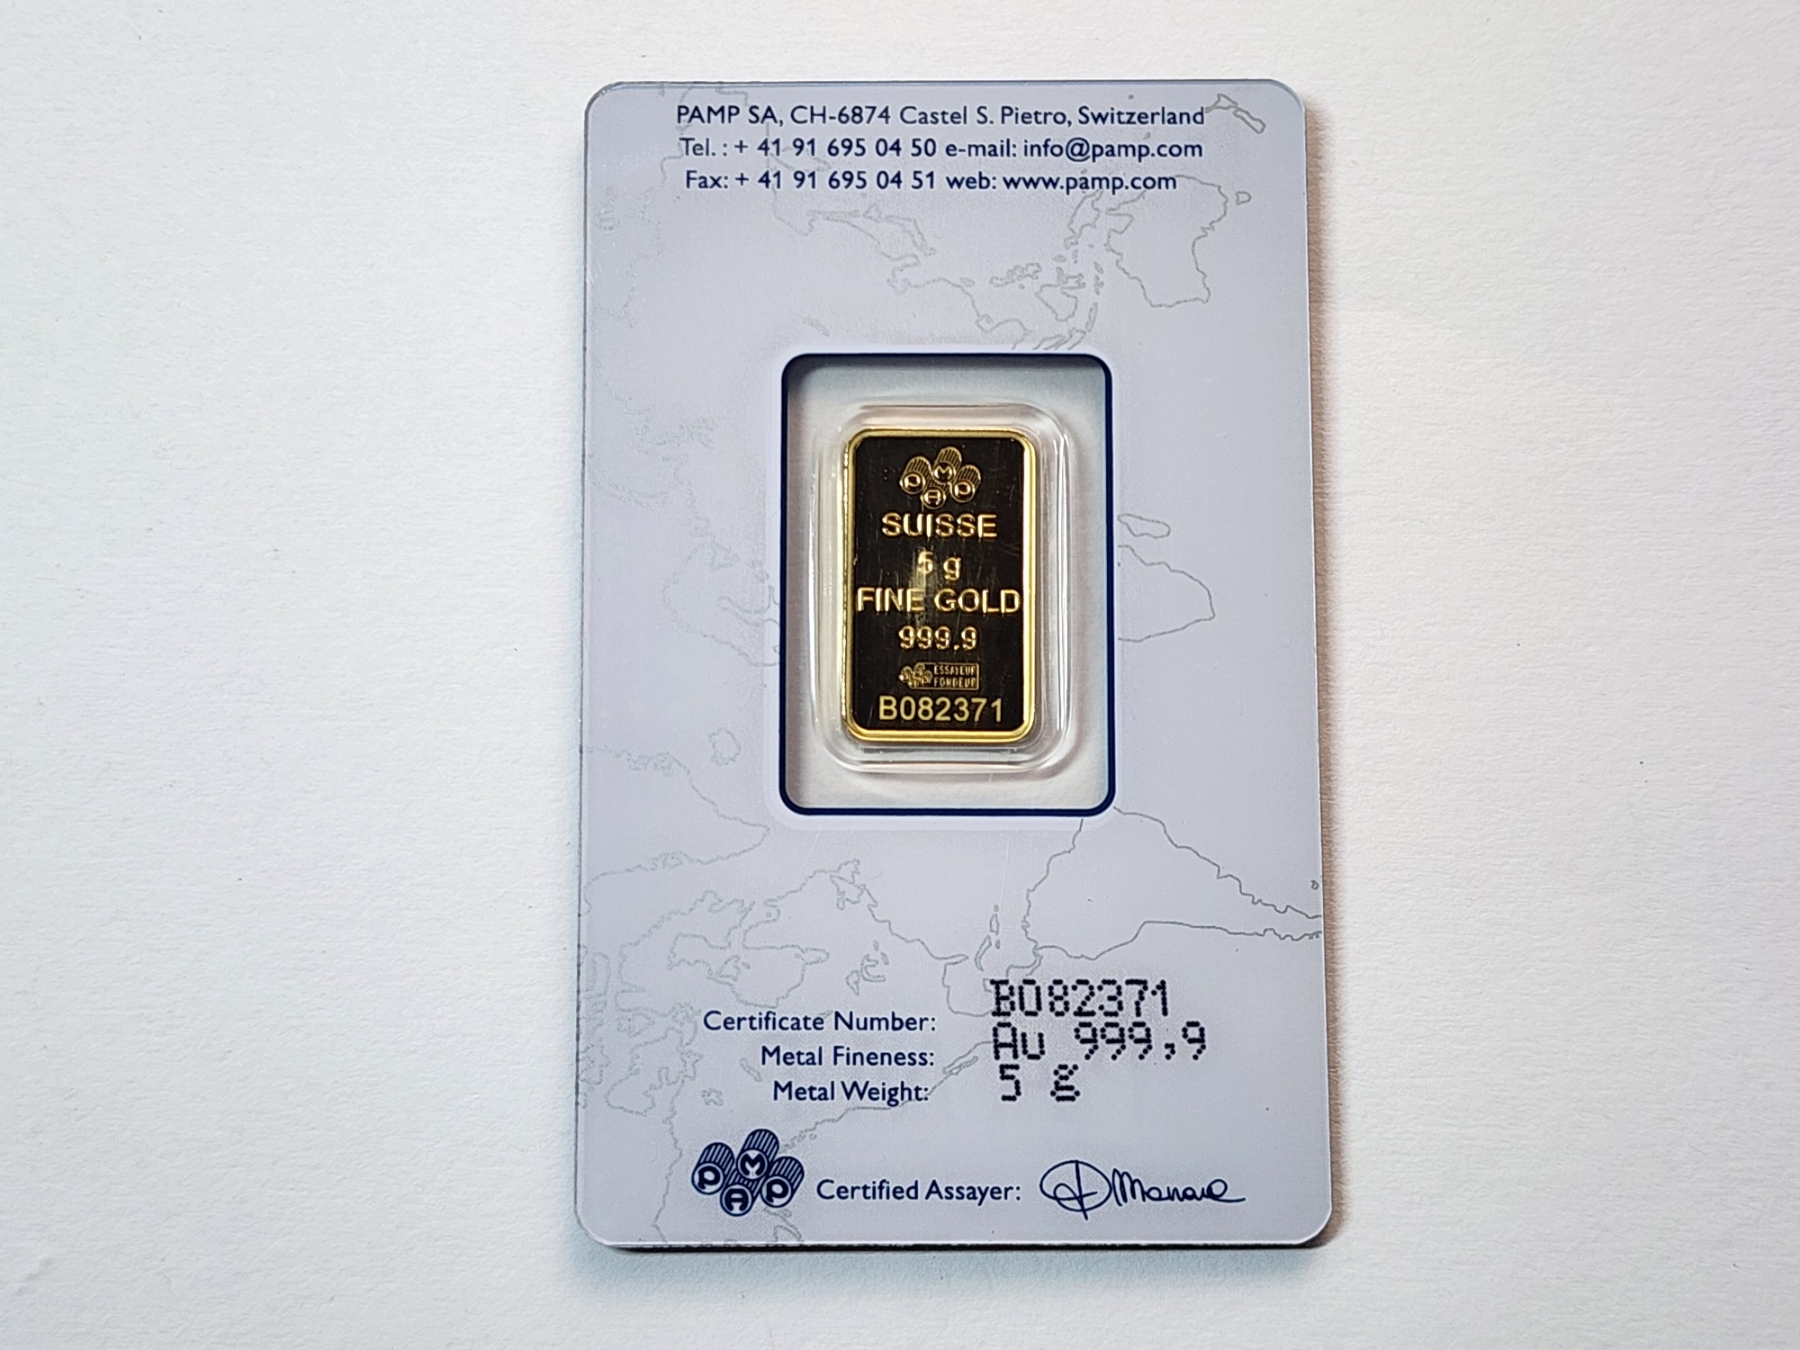 PAMP SA, CH-6874 Castel S. Pietro, Switzerland
Tel. : + 41 91 695 04 50 e-mail: info@pamp.com
Fax: + 41 91 695 04 51 web: www.pamp.com
PAMP
SUISSE
5 g
FINE GOLD
999.9
ESSAYEUR
FONDEUR
B082371
Certificate Number: B082371
Metal Fineness: Au 999,9
Metal Weight: 5 g
PAMP
Certified Assayer: